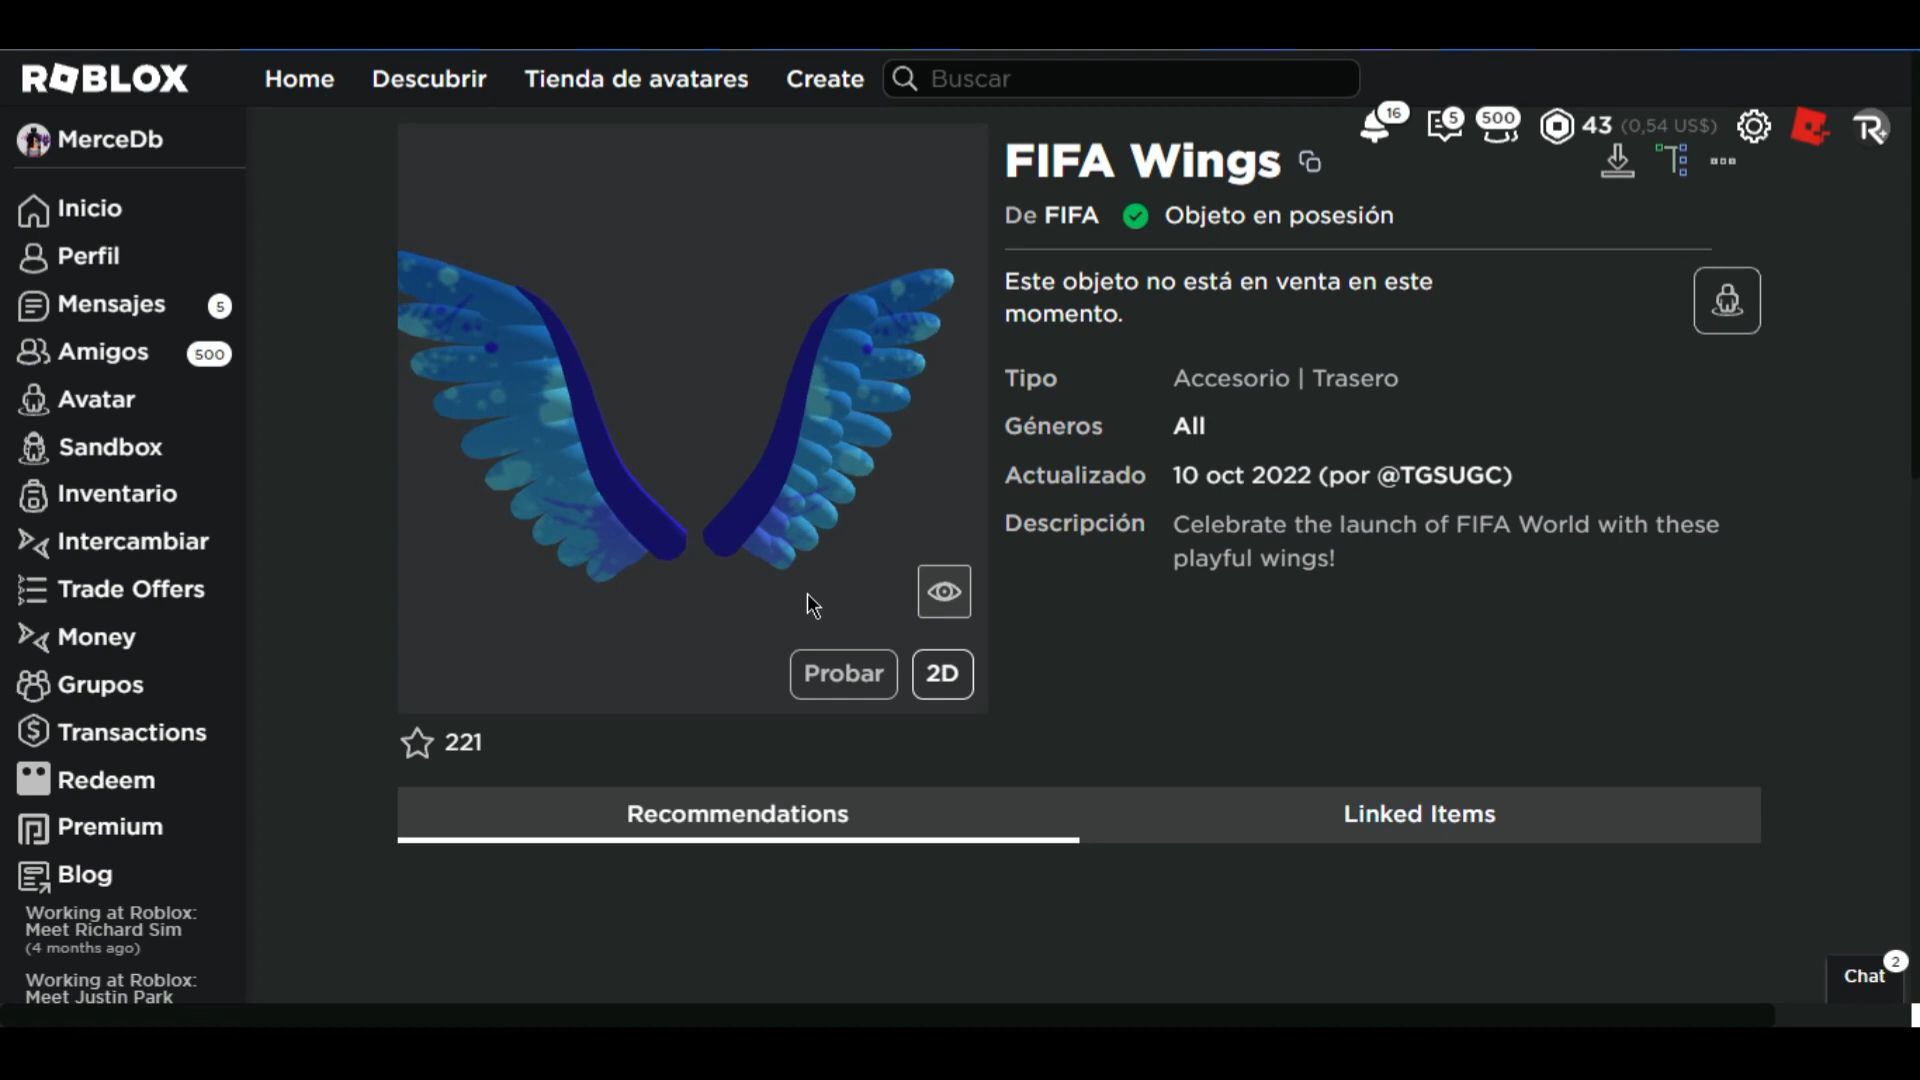 ROBLOX
Home
Descubrir
Tienda de avatares
Create
Buscar
16
5
500
43 (0,54 US$)
MerceDb
Inicio
Perfil
Mensajes
5
Amigos
500
Avatar
Sandbox
Inventario
Intercambiar
Trade Offers
Money
Grupos
Transactions
Redeem
Premium
Blog
Working at Roblox:
Meet Richard Sim
(4 months ago)
Working at Roblox:
Meet Justin Park
FIFA Wings
De FIFA
Objeto en posesión
Este objeto no está en venta en este
momento.
Tipo
Accesorio | Trasero
Géneros
All
Actualizado
10 oct 2022 (por @TGSUGC)
Descripción
Celebrate the launch of FIFA World with these
playful wings!
Probar
2D
221
Recommendations
Linked Items
Chat
2